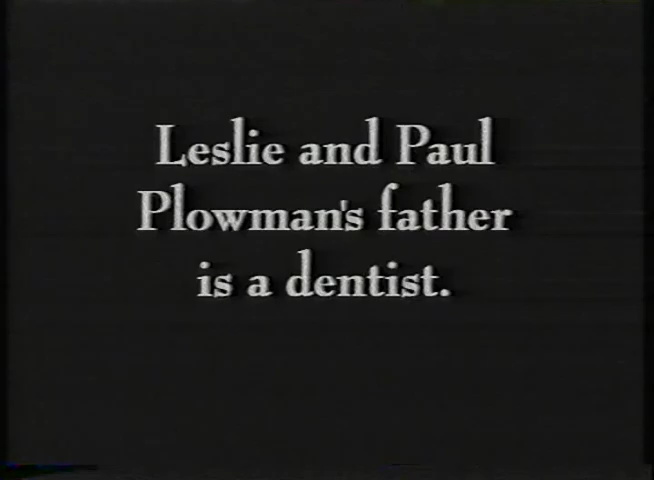 Leslie and Paul
Plowman's father
is a dentist.